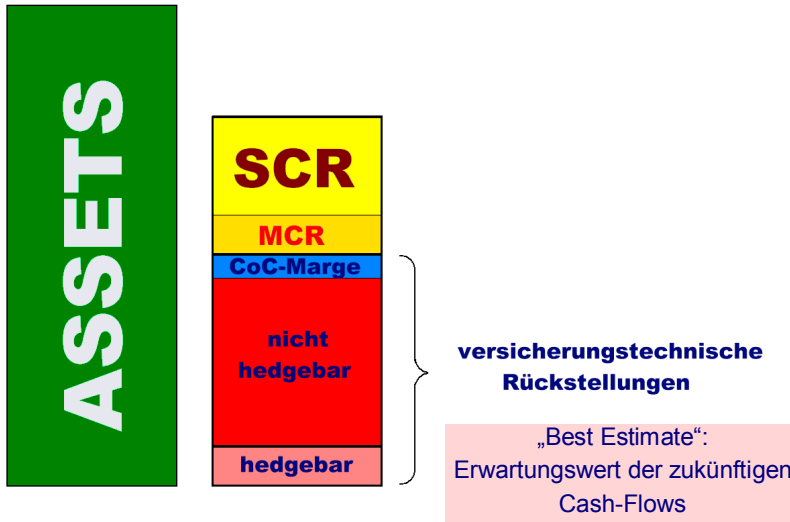 ASSETS
SCR
MCR
CoC-Marge
nicht
hedgebar
hedgebar
versicherungstechnische
Rückstellungen
„Best Estimate“:
Erwartungswert der zukünftigen
Cash-Flows